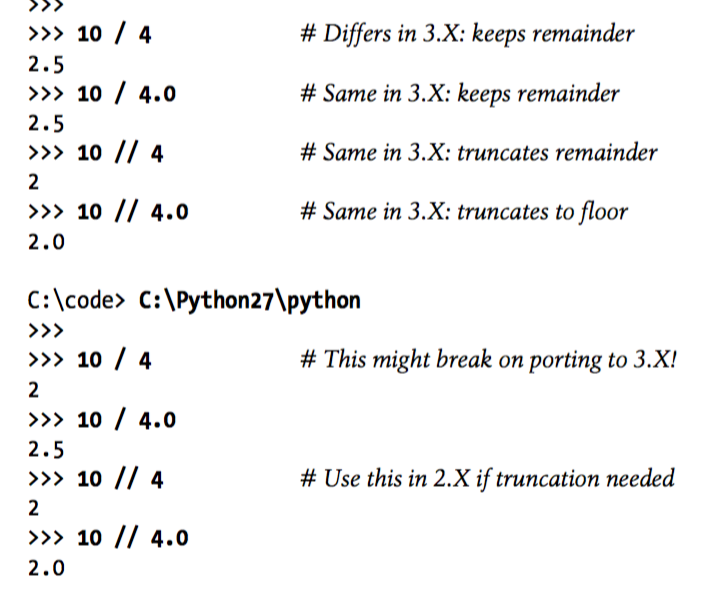 >>>
>>> 10 / 4 # Differs in 3.X: keeps remainder
2.5
>>> 10 / 4.0 # Same in 3.X: keeps remainder
2.5
>>> 10 // 4 # Same in 3.X: truncates remainder
2
>>> 10 // 4.0 # Same in 3.X: truncates to floor
2.0
C:\code> C:\Python27\python
>>>
>>> 10 / 4 # This might break on porting to 3.X!
2
>>> 10 / 4.0
2.5
>>> 10 // 4 # Use this in 2.X if truncation needed
2
>>> 10 // 4.0
2.0